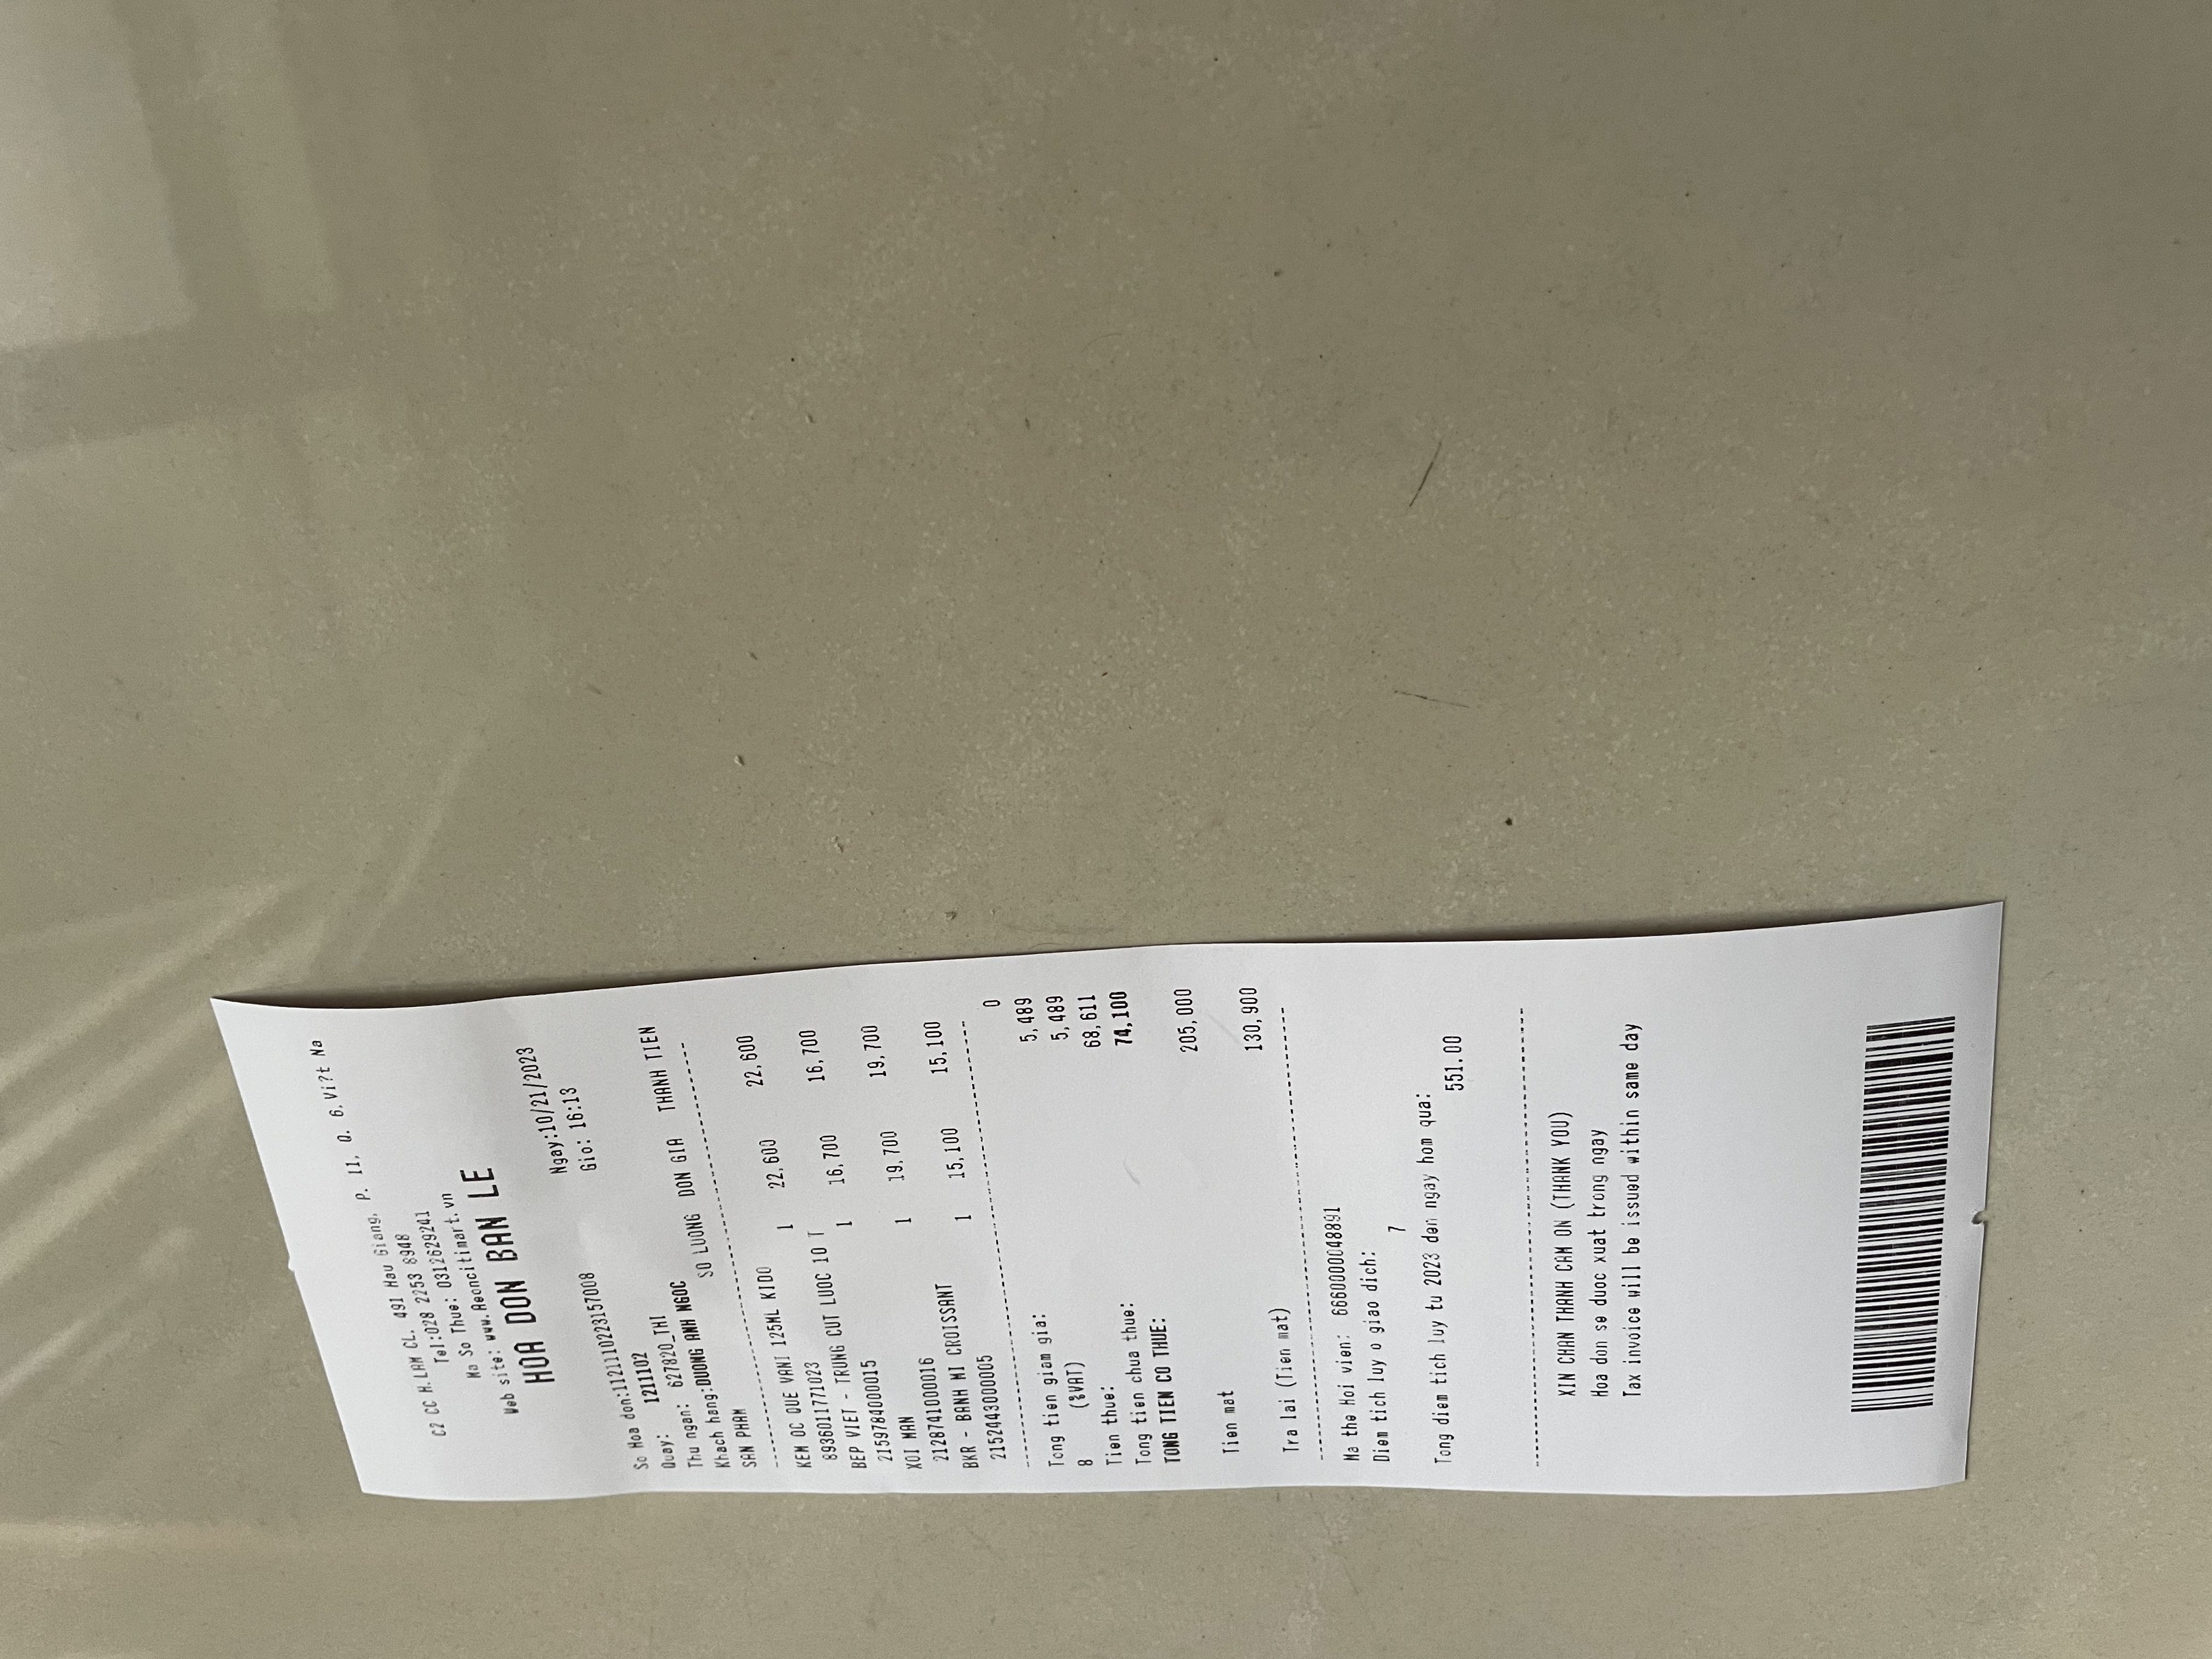 C2 CC H.LAM CL. 491 Hau Giang, P. 11, Q. 6,Vi?t Na
Tel:028 2253 8948
Ma So Thue: 0312629241
Web site: www.Aeoncitimart.vn
HOA DON BAN LE
Ngay:10/21/2023
Gio: 16:13
So Hoa don:11211110223157008
Quay: 1211102
Thu ngan: 627820_THI
Khach hang:DUONG ANH NGOC
SAN PHAM SO LUONG DON GIA THANH TIEN
KEM OC QUE VANI 125ML KIDO
8936011771023 1 22,600 22,600
BEP VIET - TRUNG CUT LUOC 10 T
2159784000015 1 16,700 16,700
XOI MAN
2128741000016 1 19,700 19,700
BKR - BANH MI CROISSANT
2152443000005 1 15,100 15,100
Tong tien giam gia: 0
8 (%VAT) 5,489
Tien thue: 5,489
Tong tien chua thue: 68,611
TONG TIEN CO THUE: 74,100
Tien mat 205,000
Tra lai (Tien mat) 130,900
Ma the Hoi vien: 6660000048891
Diem tich luy o giao dich:
7
Tong diem tich luy tu 2023 den ngay hom qua:
551.00
XIN CHAN THANH CAM ON (THANK YOU)
Hoa don se duoc xuat trong ngay
Tax invoice will be issued within same day